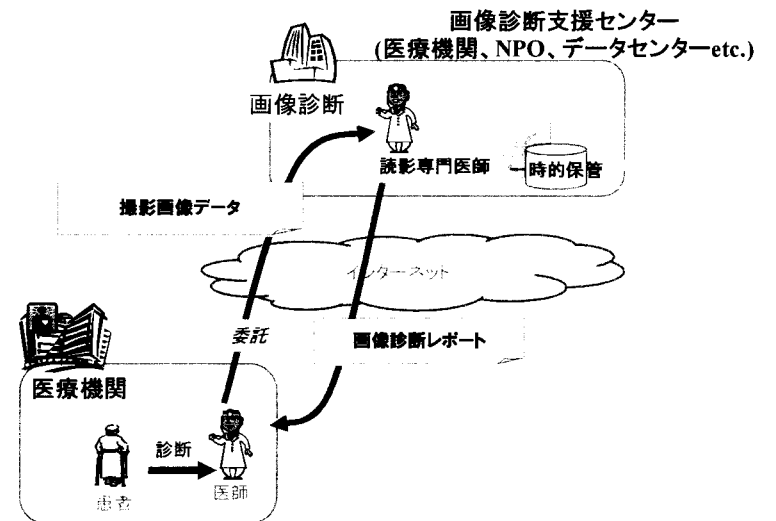 画像診断支援センター
(医療機関、NPO、データセンターetc.)
画像診断
読影専門医師
一時的保管
撮影画像データ
インターネット
委託
画像診断レポート
医療機関
診断
患者
医師